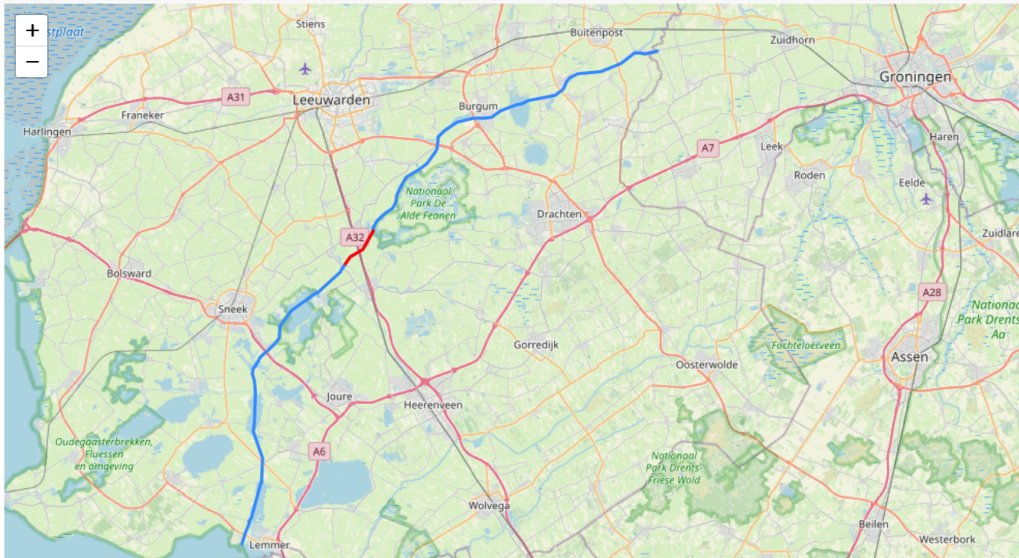 +
−
Stiens
stplaat
Buitenpost
Zuidhorn
Groningen
A31
Leeuwarden
Burgum
Franeker
Harlingen
Haren
A7
Leek
Roden
Eelde
Nationaal
Park De
Alde Feanen
Drachten
A32
Zuidlare
Bolsward
A28
Sneek
Nationaa
Park Drents
Aa
Gorredijk
Fochteloërveen
Assen
Oosterwolde
Joure
Heerenveen
Oudegaasterbrekken,
Fluessen
en omgeving
A6
Nationaal
Park Drents-
Friese Wold
Wolvega
Beilen
Lemmer
Westerbork